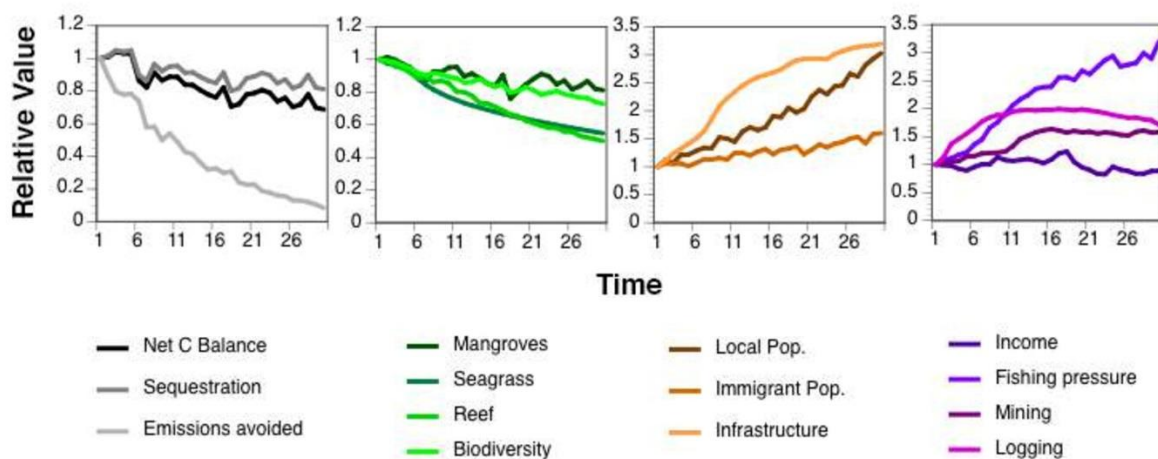 Relative Value
1.2
1
0.8
0.6
0.4
0.2
0
1 6 11 16 21 26
1.2
1
0.8
0.6
0.4
0.2
0
1 6 11 16 21 26
3.5
3
2.5
2
1.5
1
0.5
0
1 6 11 16 21 26
3.5
3
2.5
2
1.5
1
0.5
0
1 6 11 16 21 26
Time
Net C Balance
Sequestration
Emissions avoided
Mangroves
Seagrass
Reef
Biodiversity
Local Pop.
Immigrant Pop.
Infrastructure
Income
Fishing pressure
Mining
Logging